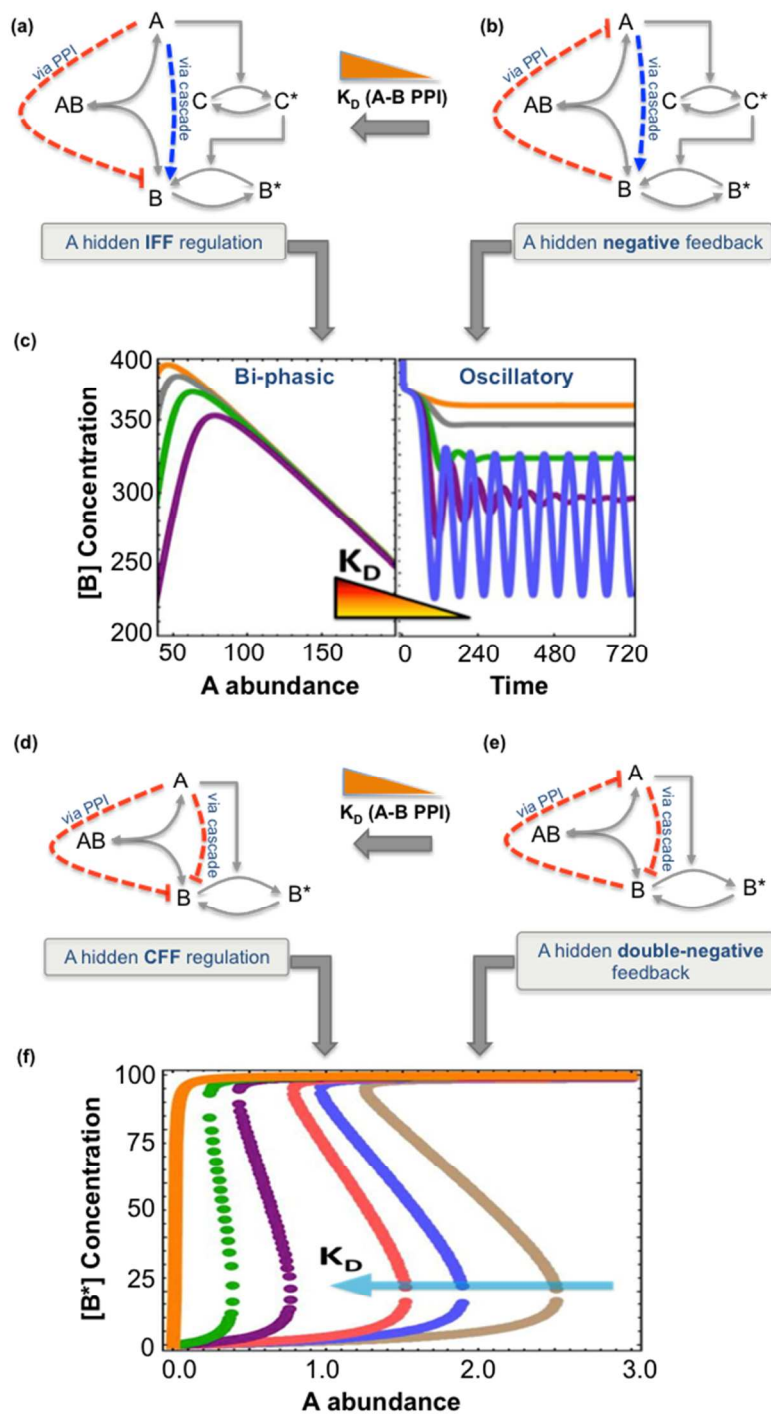 (a)
A
via PPI
via cascade
AB
C
C*
B
B*
A hidden IFF regulation
K_D (A-B PPI)
(b)
A
via PPI
via cascade
AB
C
C*
B
B*
A hidden negative feedback
(c)
Bi-phasic
Oscillatory
[B] Concentration
400
350
300
250
200
K_D
50
100
150
0
240
480
720
A abundance
Time
(d)
A
via PPI
via cascade
AB
B
B*
A hidden CFF regulation
K_D (A-B PPI)
(e)
A
via PPI
via cascade
AB
B
B*
A hidden double-negative
feedback
(f)
[B*] Concentration
100
75
50
25
0
K_D
0.0
1.0
2.0
3.0
A abundance